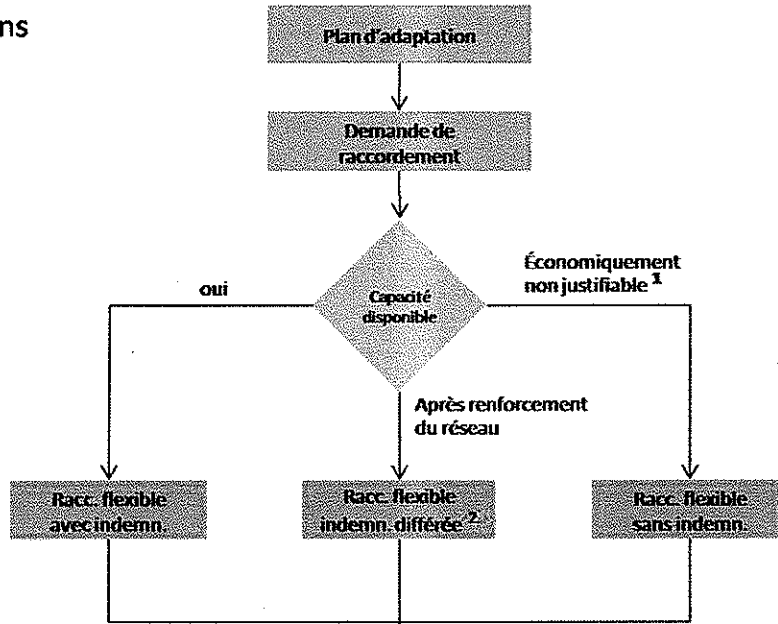 ns
Plan d'adaptation
Demande de
raccordement
Capacité
disponible
oui
Économiquement
non justifiable 1
Après renforcement
du réseau
Racc. flexible
avec indemn.
Racc. flexible
indemn. différée 2
Racc. flexible
sans indemn.